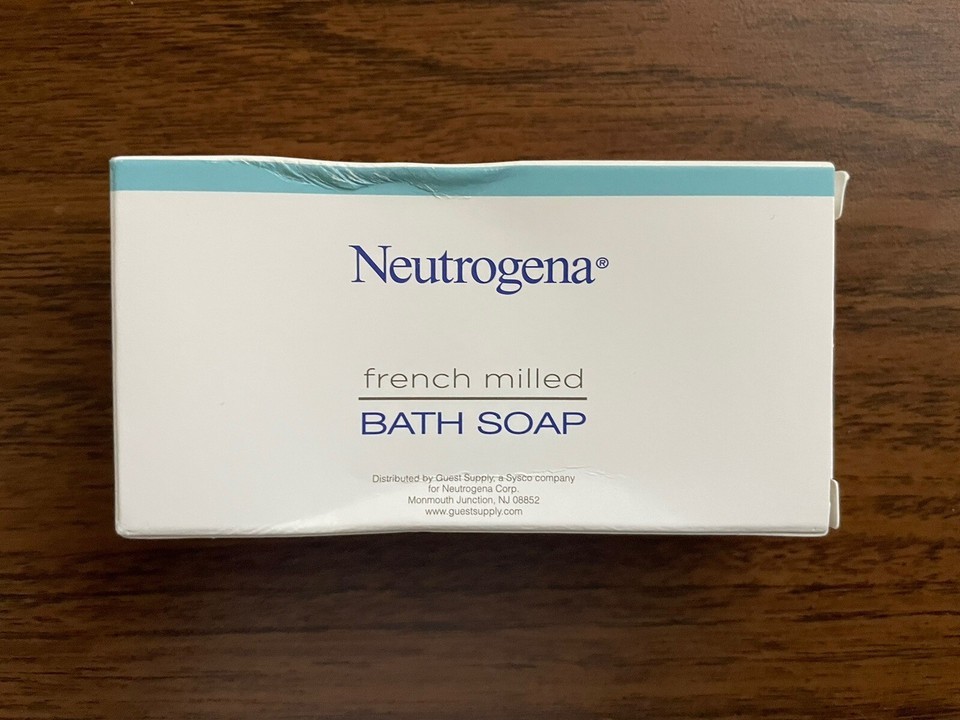 Neutrogena®
french milled
BATH SOAP
Distributed by Guest Supply, a Sysco company
for Neutrogena Corp.
Monmouth Junction, NJ 08852
www.guestsupply.com